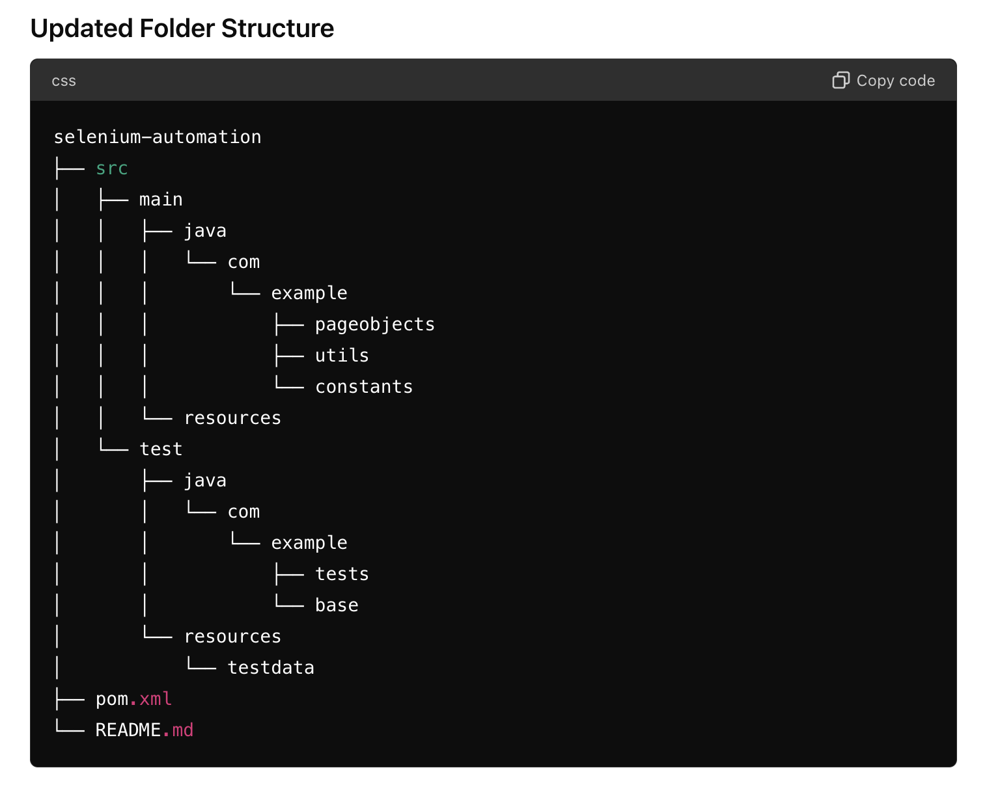 Updated Folder Structure
css
Copy code
selenium-automation
├── src
│   ├── main
│   │   ├── java
│   │   │   └── com
│   │   │       └── example
│   │   │           ├── pageobjects
│   │   │           ├── utils
│   │   │           └── constants
│   │   └── resources
│   └── test
│       ├── java
│       │   └── com
│       │       └── example
│       │           ├── tests
│       │           └── base
│       └── resources
│           └── testdata
├── pom.xml
└── README.md